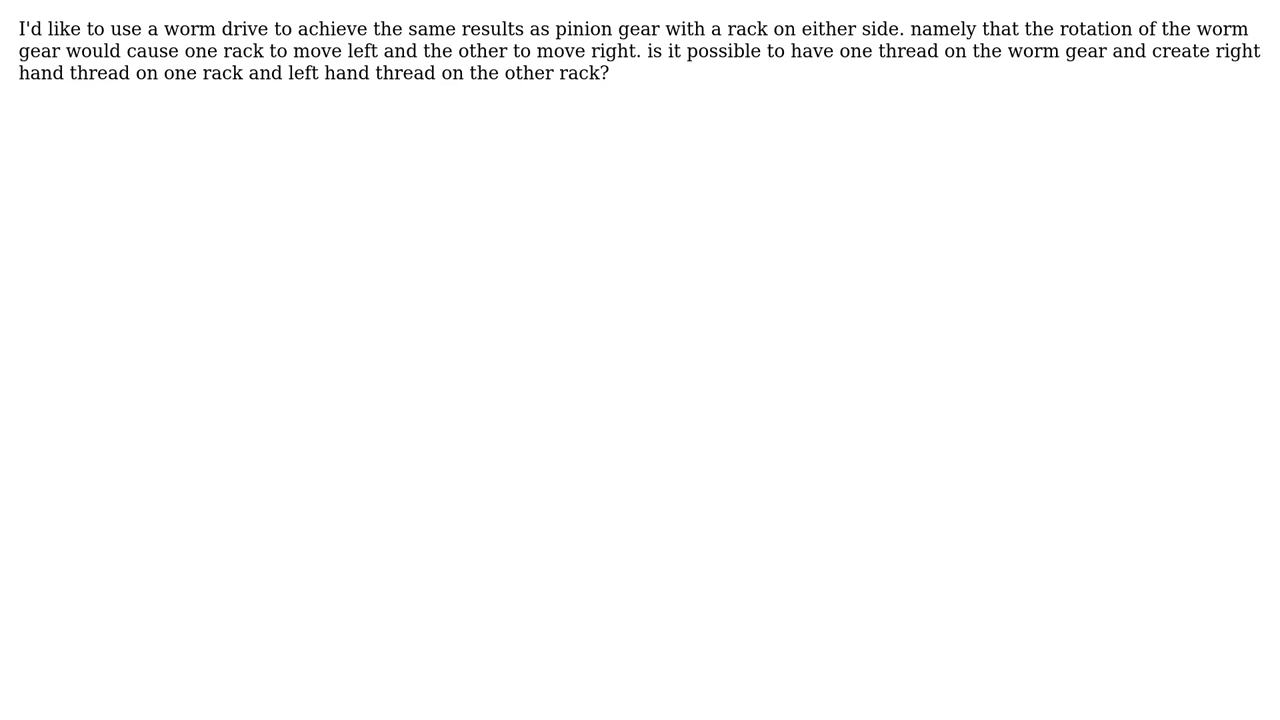 I'd like to use a worm drive to achieve the same results as pinion gear with a rack on either side. namely that the rotation of the worm
gear would cause one rack to move left and the other to move right. is it possible to have one thread on the worm gear and create right
hand thread on one rack and left hand thread on the other rack?